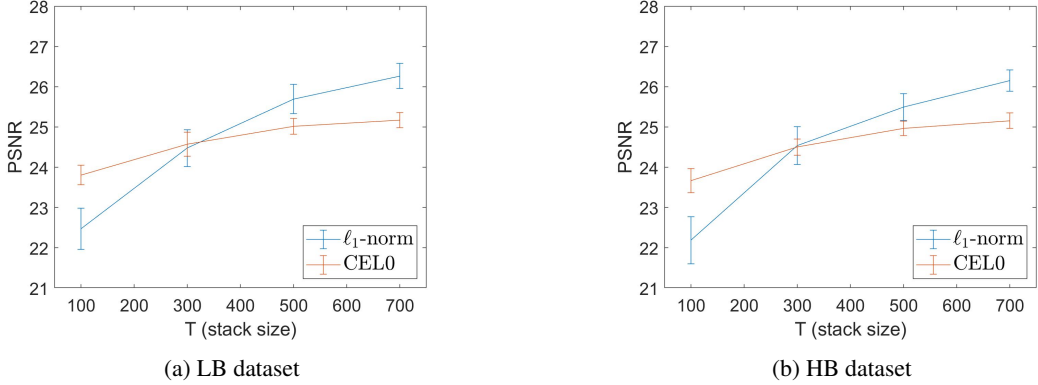 28
27
26
25
24
23
22
21
PSNR
100 200 300 400 500 600 700
T (stack size)
ℓ₁-norm
CEL0
(a) LB dataset
28
27
26
25
24
23
22
21
PSNR
100 200 300 400 500 600 700
T (stack size)
ℓ₁-norm
CEL0
(b) HB dataset